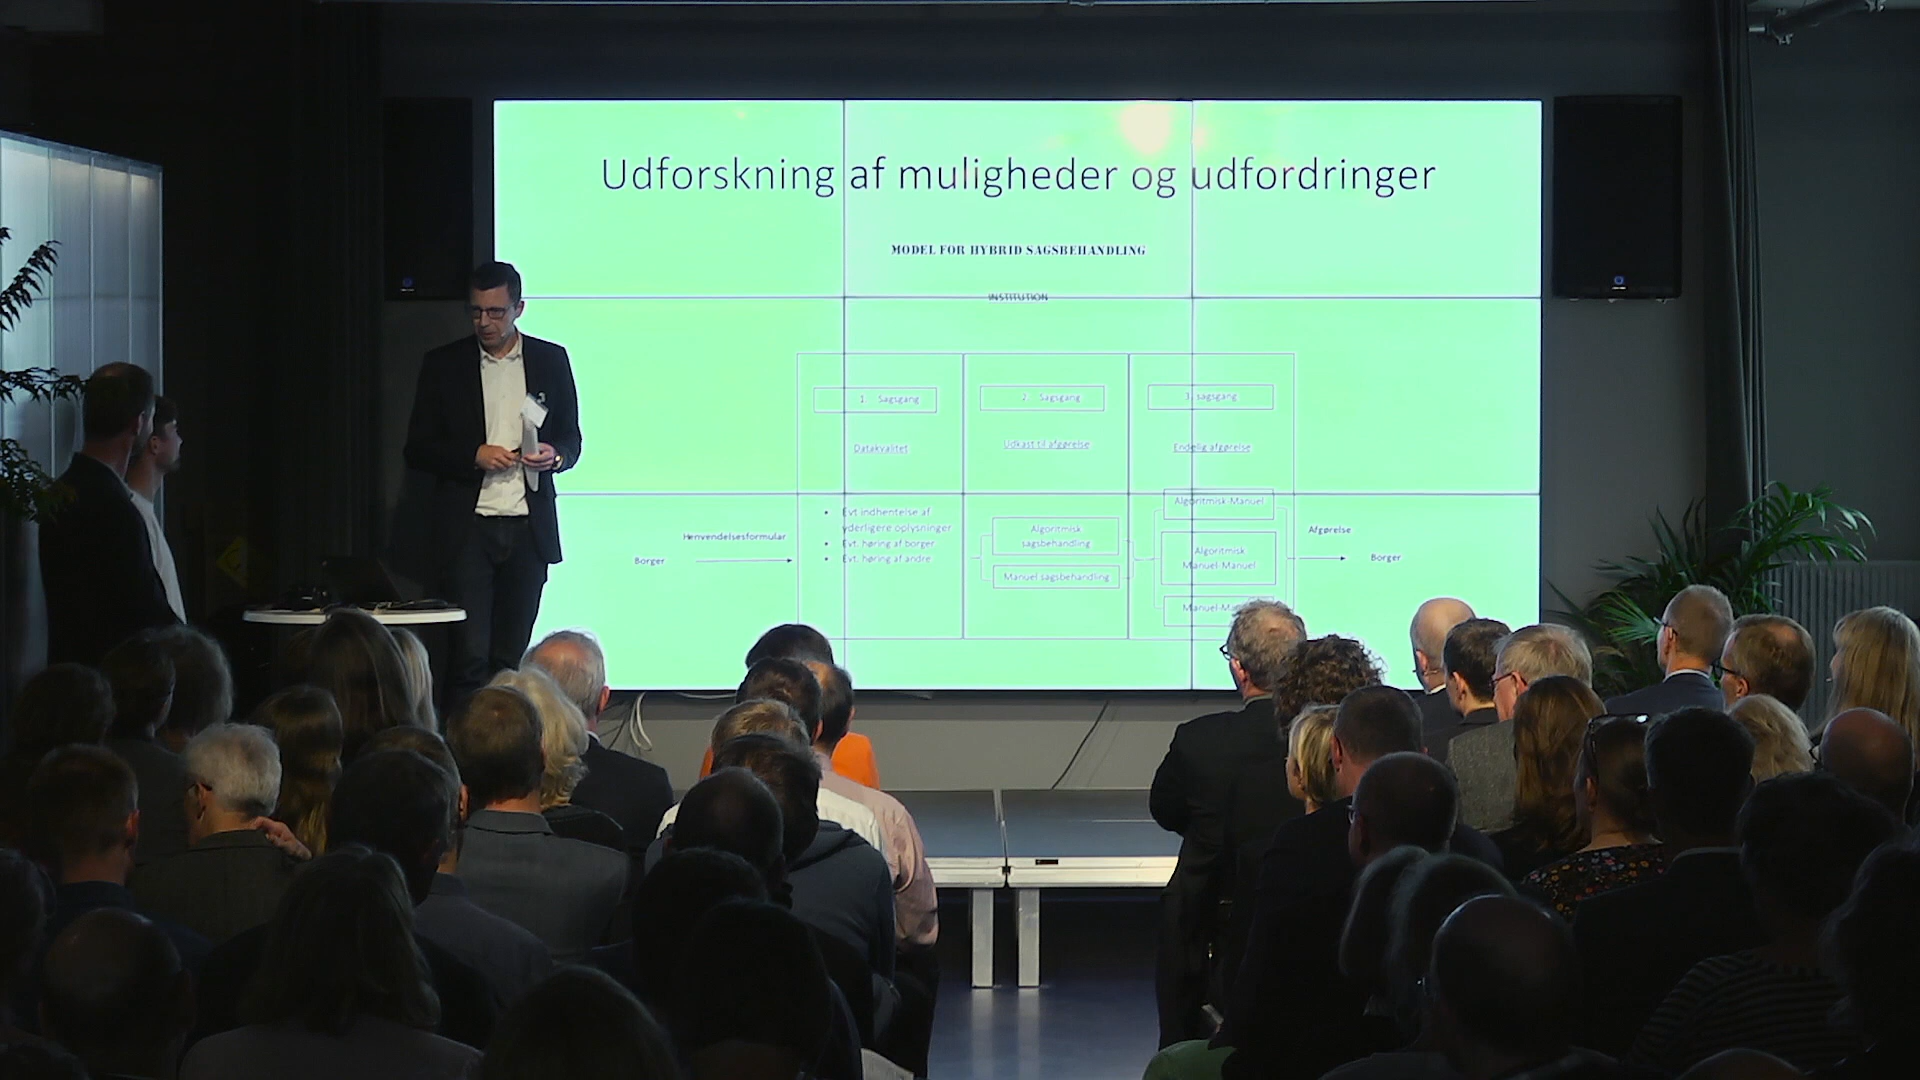 Udforskning af muligheder og udfordringer
MODEL FOR HYBRID SAGSBEHANDLING
INSTITUTION
1. Sagsgang
2. Sagsgang
3. sagsgang
Datakvalitet
Udkast til afgørelse
Endelig afgørelse
Borger
Henvendelsesformular
• Evt indhentelse af
yderligere oplysninger
• Evt. høring af borger
• Evt. høring af andre
Algoritmisk
sagsbehandling
Manuel sagsbehandling
Algoritmisk-Manuel
Algoritmisk
Manuel-Manuel
Afgørelse
Borger